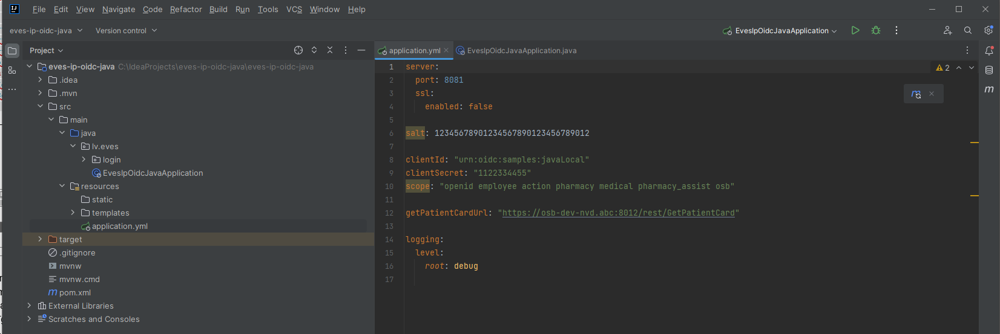 File Edit View Navigate Code Refactor Build Run Tools VCS Window Help
eves-ip-oidc-java Version control EvesIpOidcJavaApplication
Project
application.yml EvesIpOidcJavaApplication.java
eves-ip-oidc-java C:\IdeaProjects\eves-ip-oidc-java\eves-ip-oidc-java
.idea
.mvn
src
main
java
lv.eves
login
EvesIpOidcJavaApplication
resources
static
templates
application.yml
target
.gitignore
mvnw
mvnw.cmd
pom.xml
External Libraries
Scratches and Consoles
1 server:
2 port: 8081
3 ssl:
4 enabled: false
5
6 salt: 12345678901234567890123456789012
7
8 clientId: "urn:oidc:samples:javaLocal"
9 clientSecret: "1122334455"
10 scope: "openid employee action pharmacy medical pharmacy_assist osb"
11
12 getPatientCardUrl: "https://osb-dev-nvd.abc:8012/rest/GetPatientCard"
13
14 logging:
15 level:
16 root: debug
17
2